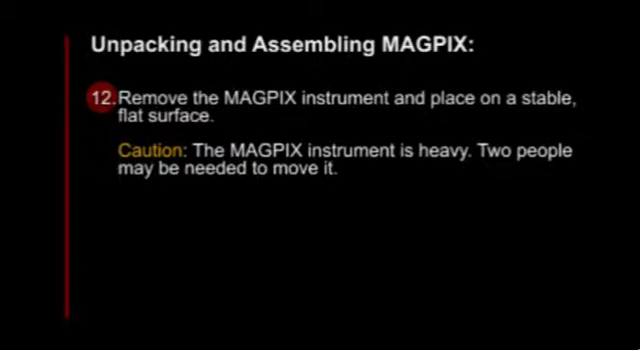 Unpacking and Assembling MAGPIX:
12. Remove the MAGPIX instrument and place on a stable,
flat surface.
Caution: The MAGPIX instrument is heavy. Two people
may be needed to move it.